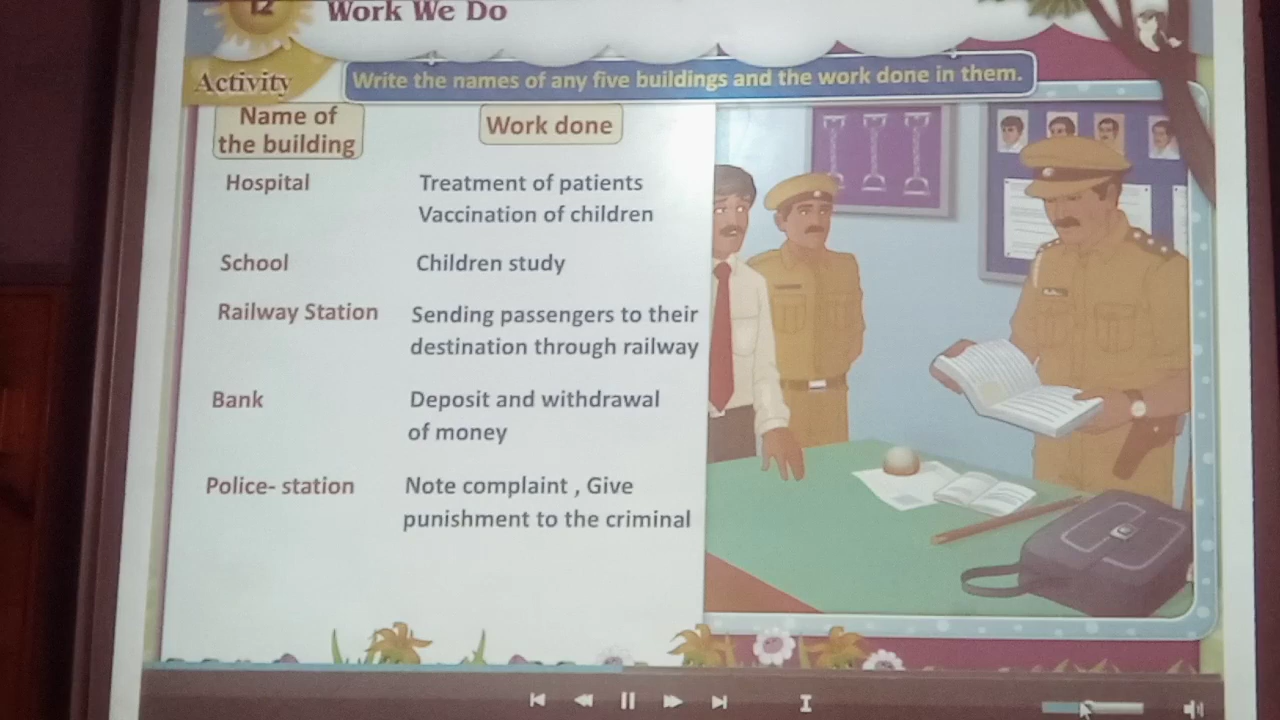 12
Work We Do
Activity
Write the names of any five buildings and the work done in them.
Name of
the building
Work done
Hospital
Treatment of patients
Vaccination of children
School
Children study
Railway Station
Sending passengers to their
destination through railway
Bank
Deposit and withdrawal
of money
Police- station
Note complaint , Give
punishment to the criminal